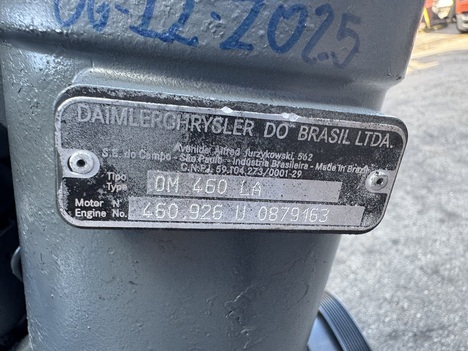 06-12-2025
DAIMLERCHRYSLER DO BRASIL LTDA.
Avenida Alfred Jurzykowski, 562
S.B. do Campo - São Paulo - Indústria Brasileira - Made in Brazil
C.N.P.J. 59.104.273/0001-29
Tipo
Type OM 460 LA
Motor N
Engine No. 460.926 U 0879163